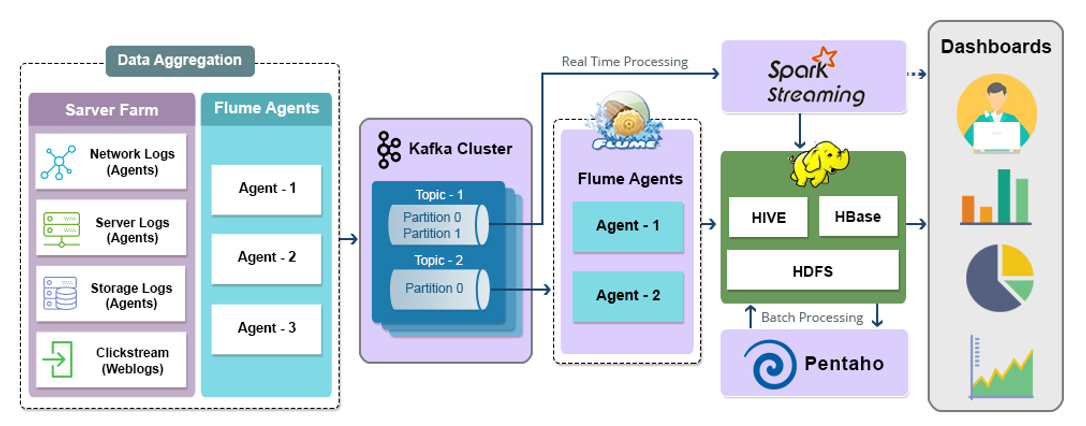 Data Aggregation
Sarver Farm
Network Logs
(Agents)
Server Logs
(Agents)
Storage Logs
(Agents)
Clickstream
(Weblogs)
Flume Agents
Agent - 1
Agent - 2
Agent - 3
Kafka Cluster
Topic - 1
Partition 0
Partition 1
Topic - 2
Partition 0
Real Time Processing
FLUME
Flume Agents
Agent - 1
Agent - 2
Spark
Streaming
HIVE
HBase
HDFS
Batch Processing
Pentaho
Dashboards